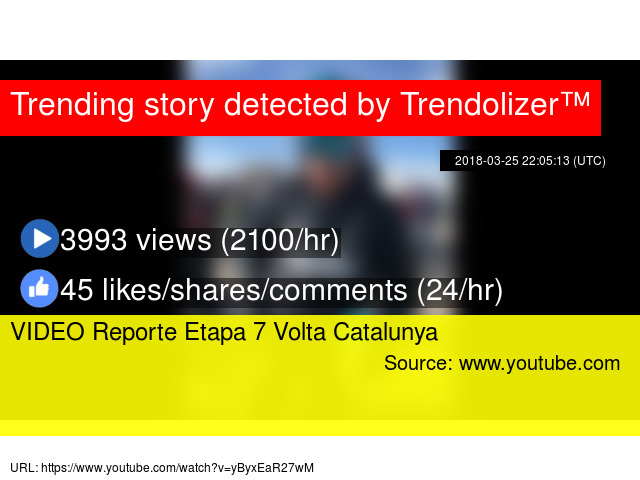 Trending story detected by Trendolizer™
2018-03-25 22:05:13 (UTC)
3993 views (2100/hr)
45 likes/shares/comments (24/hr)
VIDEO Reporte Etapa 7 Volta Catalunya
Source: www.youtube.com
URL: https://www.youtube.com/watch?v=yByxEaR27wM